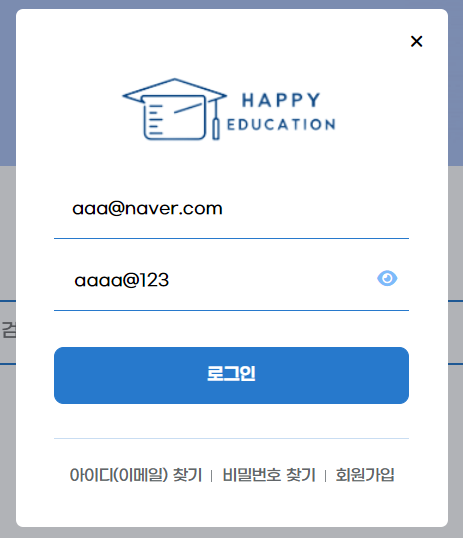 ×
HAPPY
EDUCATION
aaa@naver.com
aaaa@123
검
로그인
아이디(이메일) 찾기 | 비밀번호 찾기 | 회원가입